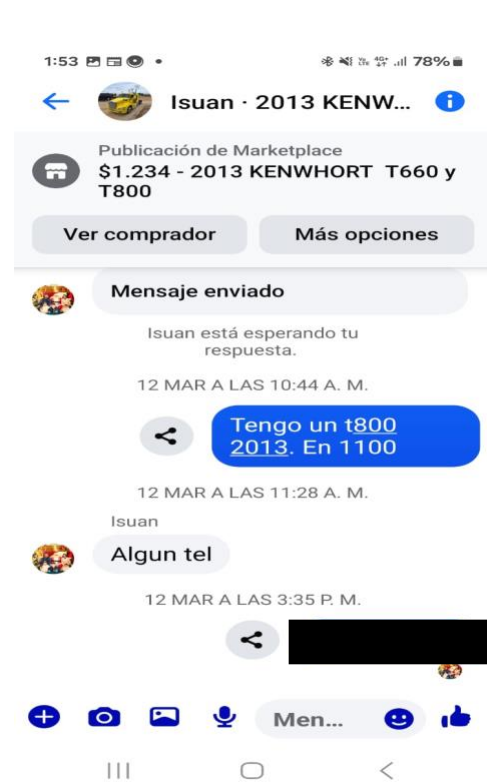 1:53
78%
Isuan · 2013 KENW...
Publicación de Marketplace
$1.234 - 2013 KENWHORT T660 y
T800
Ver comprador
Más opciones
Mensaje enviado
Isuan está esperando tu
respuesta.
12 MAR A LAS 10:44 A. M.
Tengo un t800
2013. En 1100
12 MAR A LAS 11:28 A. M.
Isuan
Algun tel
12 MAR A LAS 3:35 P. M.
Men...